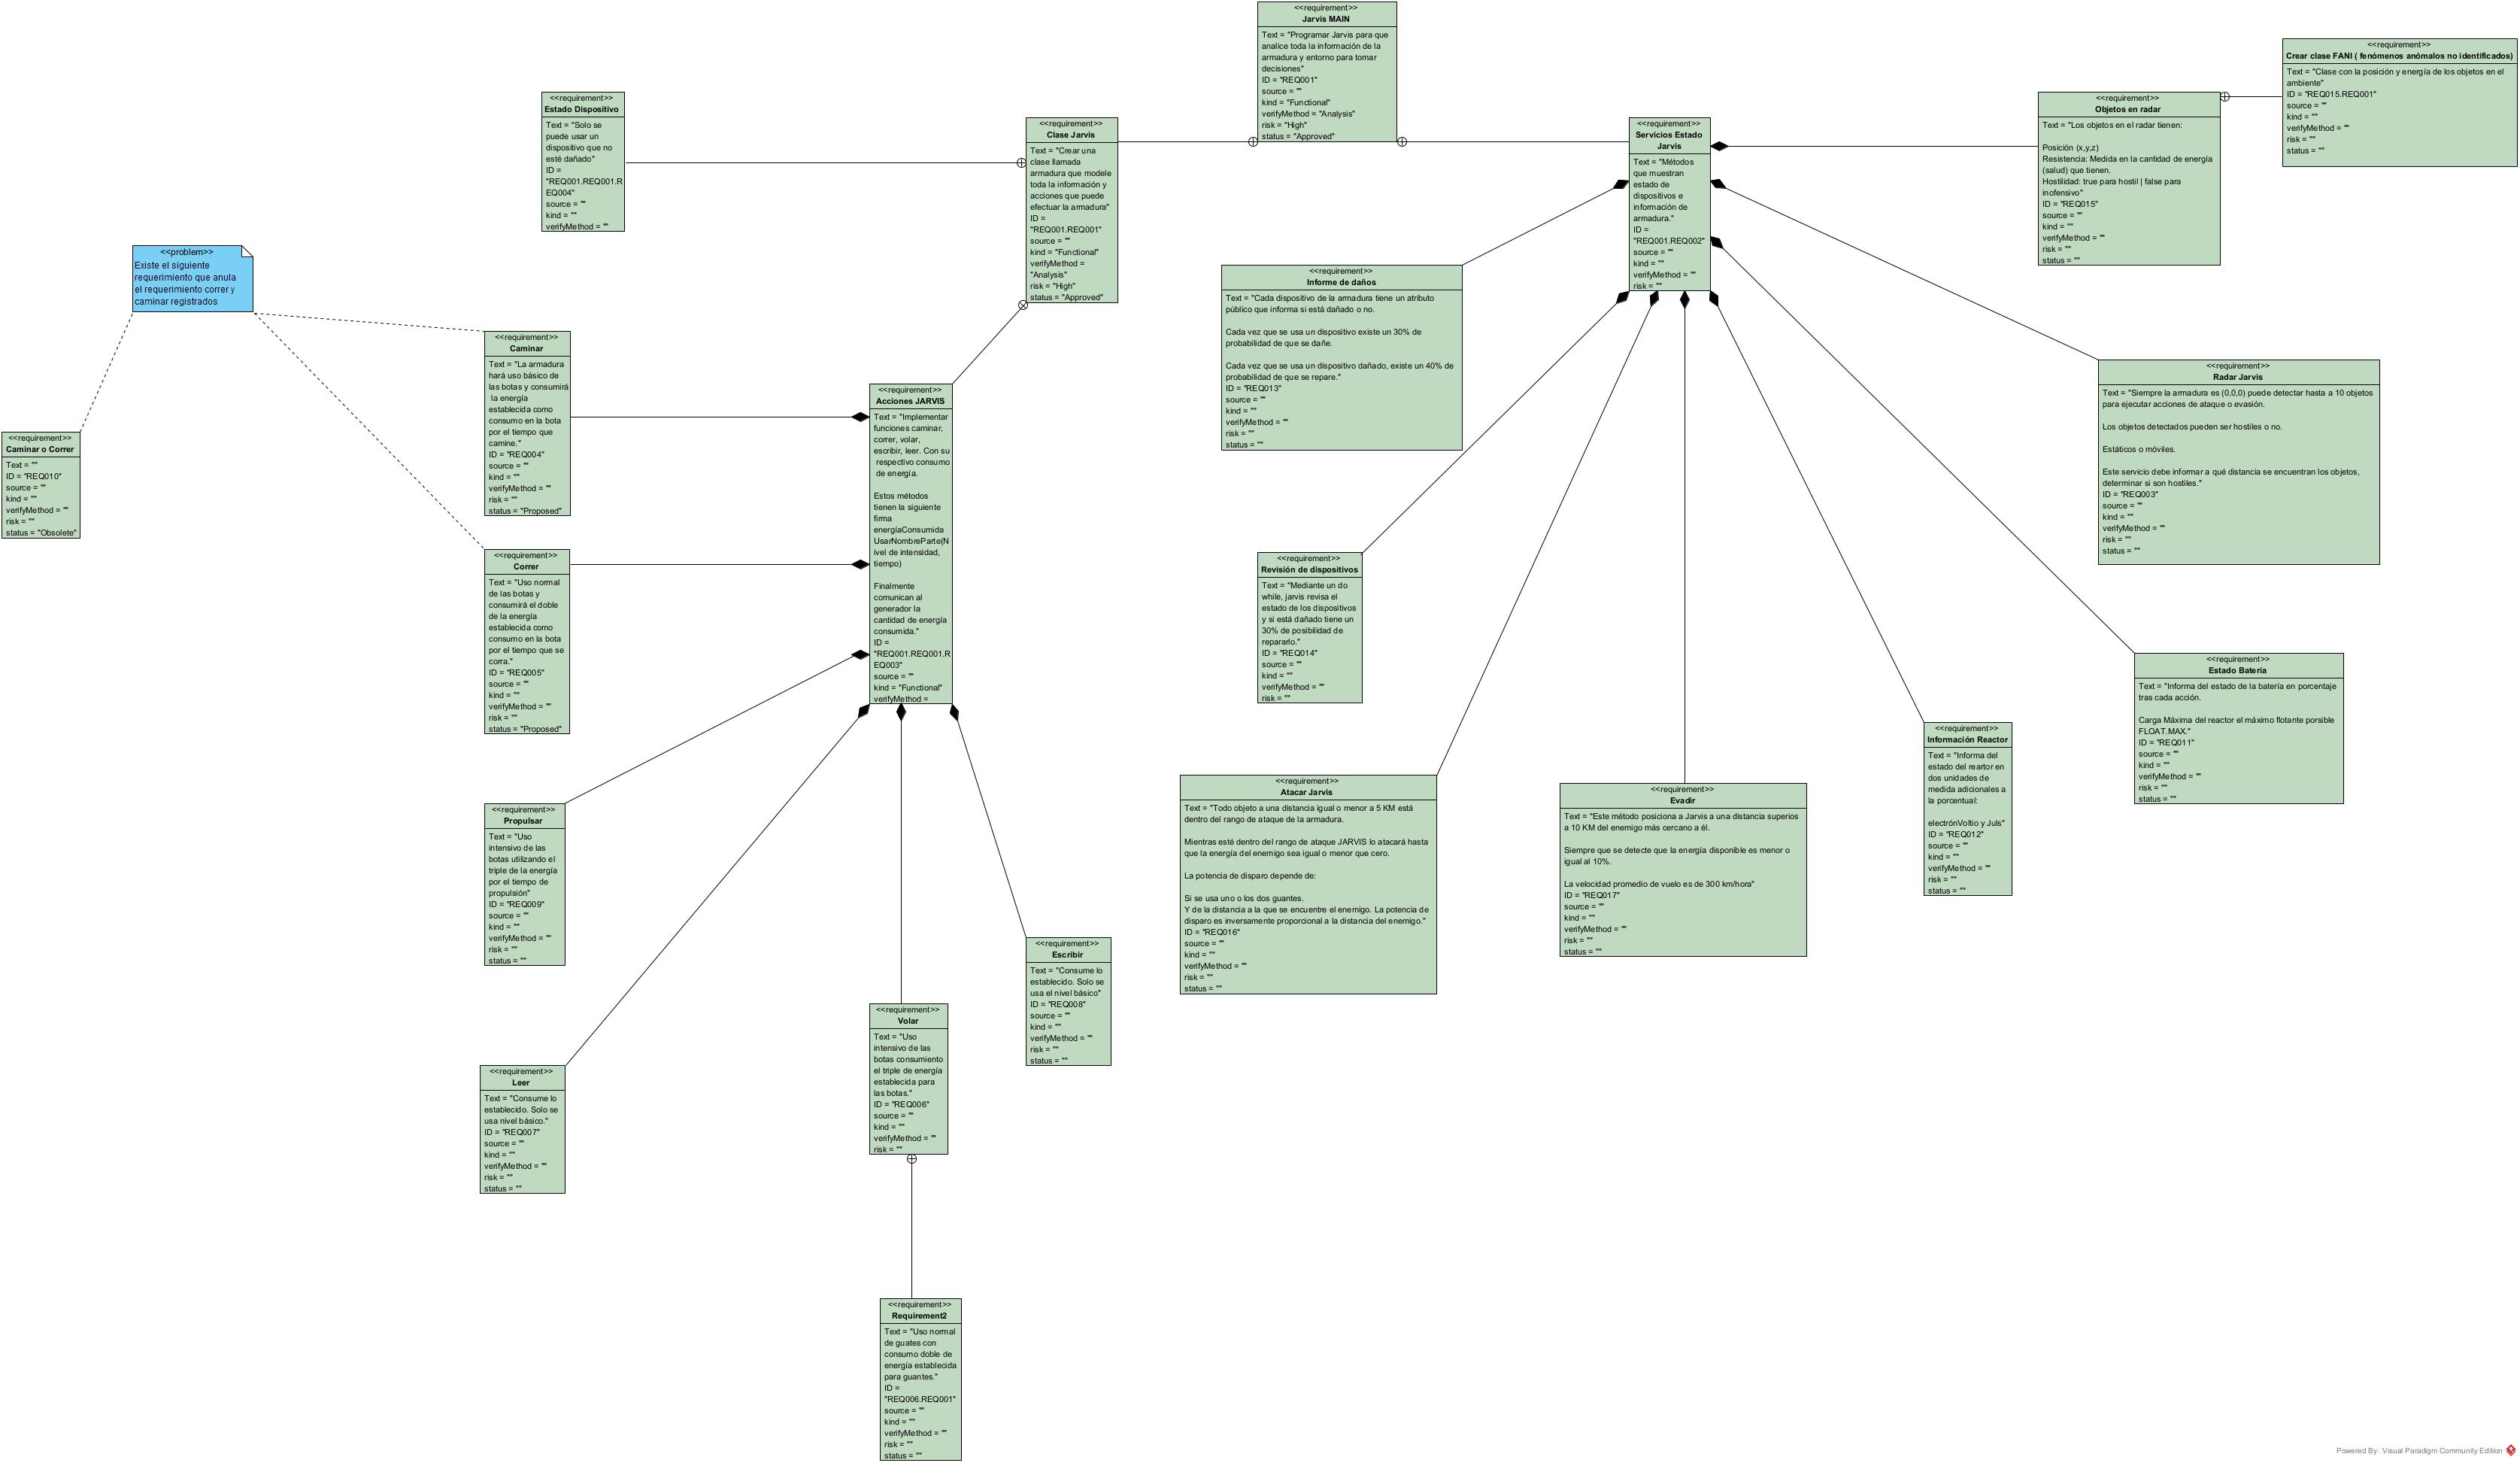 <<requirement>>
Jarvis MAIN
Text = "Programar Jarvis para que
analice toda la información de la
armadura y entorno para tomar
decisiones"
ID = "REQ001"
source = ""
kind = "Functional"
verifyMethod = "Analysis"
risk = "High"
status = "Approved"
<<requirement>>
Crear clase FANI ( fenómenos anómalos no identificados)
Text = "Clase con la posición y energía de los objetos en el
ambiente"
ID = "REQ015.REQ001"
source = ""
kind = ""
verifyMethod = ""
risk = ""
status = ""
<<requirement>>
Estado Dispositivo
Text = "Solo se
puede usar un
dispositivo que no
esté dañado"
ID =
"REQ001.REQ001.R
EQ004"
source = ""
kind = ""
verifyMethod = ""
<<requirement>>
Clase Jarvis
Text = "Crear una
clase llamada
armadura que modele
toda la información y
acciones que puede
efectuar la armadura"
ID =
"REQ001.REQ001"
source = ""
kind = "Functional"
verifyMethod =
"Analysis"
risk = "High"
status = "Approved"
<<requirement>>
Servicios Estado
Jarvis
Text = "Métodos
que muestran
estado de
dispositivos e
información de
armadura."
ID =
"REQ001.REQ002"
source = ""
kind = ""
verifyMethod = ""
risk = ""
<<requirement>>
Objetos en radar
Text = "Los objetos en el radar tienen:
Posición (x,y,z)
Resistencia: Medida en la cantidad de energía
(salud) que tienen.
Hostilidad: true para hostil | false para
inofensivo"
ID = "REQ015"
source = ""
kind = ""
verifyMethod = ""
risk = ""
status = ""
<<problem>>
Existe el siguiente
requerimiento que anula
el requerimiento correr y
caminar registrados
<<requirement>>
Informe de daños
Text = "Cada dispositivo de la armadura tiene un atributo
público que informa si está dañado o no.
Cada vez que se usa un dispositivo existe un 30% de
probabilidad de que se dañe.
Cada vez que se usa un dispositivo dañado, existe un 40% de
probabilidad de que se repare."
ID = "REQ013"
source = ""
kind = ""
verifyMethod = ""
risk = ""
status = ""
<<requirement>>
Caminar
Text = "La armadura
hará uso básico de
las botas y consumirá
la energía
establecida como
consumo en la bota
por el tiempo que
camine."
ID = "REQ004"
source = ""
kind = ""
verifyMethod = ""
risk = ""
status = "Proposed"
<<requirement>>
Radar Jarvis
Text = "Siempre la armadura es (0,0,0) puede detectar hasta a 10 objetos
para ejecutar acciones de ataque o evasión.
Los objetos detectados pueden ser hostiles o no.
Estáticos o móviles.
Este servicio debe informar a qué distancia se encuentran los objetos,
determinar si son hostiles."
ID = "REQ003"
source = ""
kind = ""
verifyMethod = ""
risk = ""
status = ""
<<requirement>>
Acciones JARVIS
Text = "Implementar
funciones caminar,
correr, volar,
escribir, leer. Con su
respectivo consumo
de energía.
Estos métodos
tienen la siguiente
firma
energíaConsumida
UsarNombreParte(N
ivel de intensidad,
tiempo)
Finalmente
comunican al
generador la
cantidad de energía
consumida."
ID =
"REQ001.REQ001.R
EQ003"
source = ""
kind = "Functional"
verifyMethod =
<<requirement>>
Caminar o Correr
Text = ""
ID = "REQ010"
source = ""
kind = ""
verifyMethod = ""
risk = ""
status = "Obsolete"
<<requirement>>
Correr
Text = "Uso normal
de las botas y
consumirá el doble
de la energía
establecida como
consumo en la bota
por el tiempo que se
corra."
ID = "REQ005"
source = ""
kind = ""
verifyMethod = ""
risk = ""
status = "Proposed"
<<requirement>>
Revisión de dispositivos
Text = "Mediante un do
while, jarvis revisa el
estado de los dispositivos
y si está dañado tiene un
30% de posibilidad de
repararlo."
ID = "REQ014"
source = ""
kind = ""
verifyMethod = ""
risk = ""
<<requirement>>
Estado Batería
Text = "Informa del estado de la batería en porcentaje
tras cada acción.
Carga Máxima del reactor el máximo flotante porsible
FLOAT.MAX."
ID = "REQ011"
source = ""
kind = ""
verifyMethod = ""
risk = ""
status = ""
<<requirement>>
Información Reactor
Text = "Informa del
estado del reartor en
dos unidades de
medida adicionales a
la porcentual:
electrónVoltio y Juls"
ID = "REQ012"
source = ""
kind = ""
verifyMethod = ""
risk = ""
status = ""
<<requirement>>
Atacar Jarvis
Text = "Todo objeto a una distancia igual o menor a 5 KM está
dentro del rango de ataque de la armadura.
Mientras esté dentro del rango de ataque JARVIS lo atacará hasta
que la energía del enemigo sea igual o menor que cero.
La potencia de disparo depende de:
Si se usa uno o los dos guantes.
Y de la distancia a la que se encuentre el enemigo. La potencia de
disparo es inversamente proporcional a la distancia del enemigo."
ID = "REQ016"
source = ""
kind = ""
verifyMethod = ""
risk = ""
status = ""
<<requirement>>
Evadir
Text = "Este método posiciona a Jarvis a una distancia superios
a 10 KM del enemigo más cercano a él.
Siempre que se detecte que la energía disponible es menor o
igual al 10%.
La velocidad promedio de vuelo es de 300 km/hora"
ID = "REQ017"
source = ""
kind = ""
verifyMethod = ""
risk = ""
status = ""
<<requirement>>
Propulsar
Text = "Uso
intensivo de las
botas utilizando el
triple de la energía
por el tiempo de
propulsión"
ID = "REQ009"
source = ""
kind = ""
verifyMethod = ""
risk = ""
status = ""
<<requirement>>
Escribir
Text = "Consume lo
establecido. Solo se
usa el nivel básico"
ID = "REQ008"
source = ""
kind = ""
verifyMethod = ""
risk = ""
status = ""
<<requirement>>
Volar
Text = "Uso
intensivo de las
botas consumiento
el triple de energía
establecida para
las botas."
ID = "REQ006"
source = ""
kind = ""
verifyMethod = ""
risk = ""
<<requirement>>
Leer
Text = "Consume lo
establecido. Solo se
usa nivel básico."
ID = "REQ007"
source = ""
kind = ""
verifyMethod = ""
risk = ""
status = ""
<<requirement>>
Requirement2
Text = "Uso normal
de guates con
consumo doble de
energía establecida
para guantes."
ID =
"REQ006.REQ001"
source = ""
kind = ""
verifyMethod = ""
risk = ""
status = ""
Powered By Visual Paradigm Community Edition